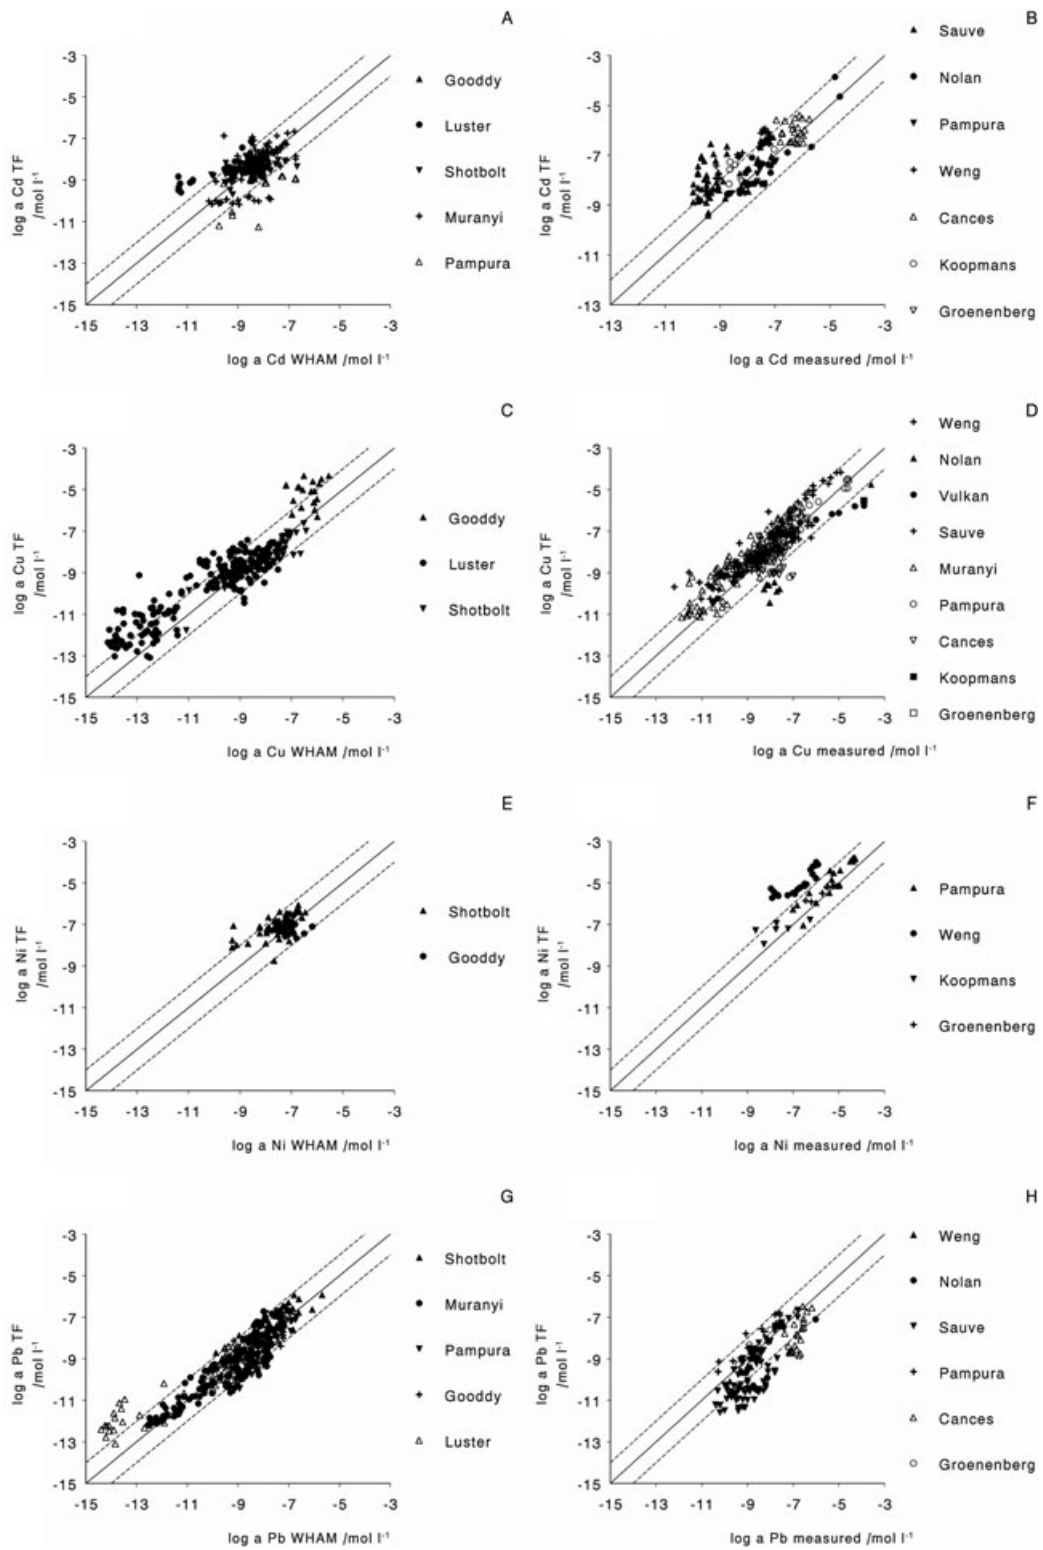 A
-3
-5
-7
-9
-11
-13
-15
log a Cd TF
/mol l⁻¹
-15 -13 -11 -9 -7 -5 -3
log a Cd WHAM /mol l⁻¹
Gooddy
Luster
Shotbolt
Muranyi
Pampura
B
-3
-5
-7
-9
-11
-13
log a Cd TF
/mol l⁻¹
-11 -9 -7 -5 -3
log a Cd measured /mol l⁻¹
Sauve
Nolan
Pampura
Weng
Cances
Koopmans
Groenenberg
C
-3
-5
-7
-9
-11
-13
-15
log a Cu TF
/mol l⁻¹
-15 -13 -11 -9 -7 -5 -3
log a Cu WHAM /mol l⁻¹
Gooddy
Luster
Shotbolt
D
-3
-5
-7
-9
-11
-13
-15
log a Cu TF
/mol l⁻¹
-15 -13 -11 -9 -7 -5 -3
log a Cu measured /mol l⁻¹
Weng
Nolan
Vulkan
Sauve
Muranyi
Pampura
Cances
Koopmans
Groenenberg
E
-3
-5
-7
-9
-11
-13
-15
log a Ni TF
/mol l⁻¹
-15 -13 -11 -9 -7 -5 -3
log a Ni WHAM /mol l⁻¹
Shotbolt
Gooddy
F
-3
-5
-7
-9
-11
-13
-15
log a Ni TF
/mol l⁻¹
-15 -13 -11 -9 -7 -5 -3
log a Ni measured /mol l⁻¹
Pampura
Weng
Koopmans
Groenenberg
G
-3
-5
-7
-9
-11
-13
-15
log a Pb TF
/mol l⁻¹
-15 -13 -11 -9 -7 -5 -3
log a Pb WHAM /mol l⁻¹
Shotbolt
Muranyi
Pampura
Gooddy
Luster
H
-3
-5
-7
-9
-11
-13
-15
log a Pb TF
/mol l⁻¹
-15 -13 -11 -9 -7 -5 -3
log a Pb measured /mol l⁻¹
Weng
Nolan
Sauve
Pampura
Cances
Groenenberg